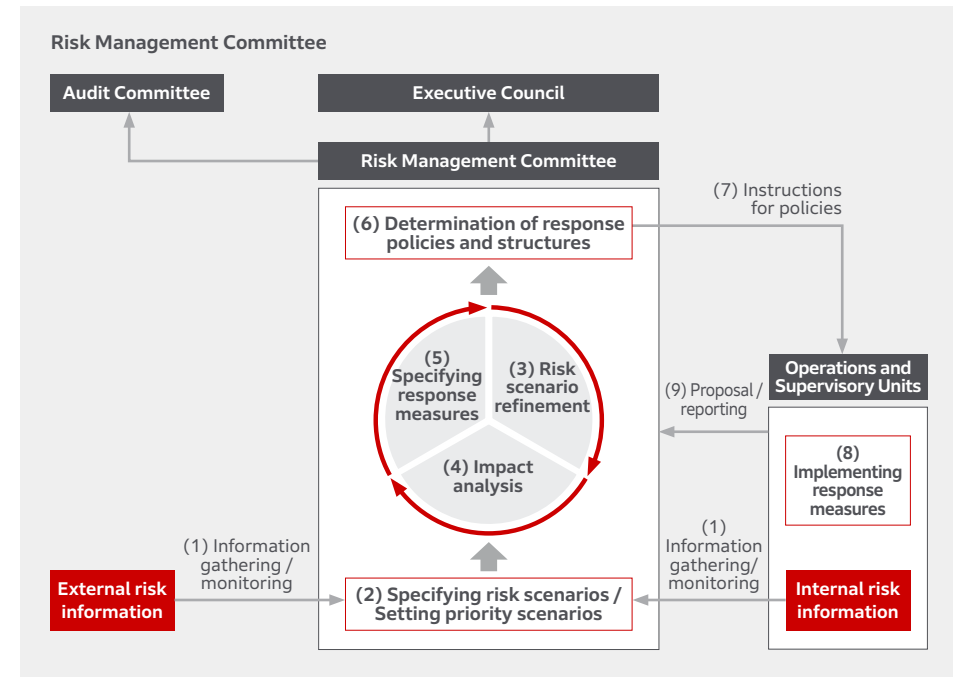 Risk Management Committee
Audit Committee
Executive Council
Risk Management Committee
(7) Instructions
for policies
(6) Determination of response
policies and structures
(5)
Specifying
response
measures
(3) Risk
scenario
refinement
(4) Impact
analysis
Operations and
Supervisory Units
(9) Proposal /
reporting
(8)
Implementing
response
measures
(1) Information
gathering /
monitoring
(1)
Information
gathering/
monitoring
External risk
information
(2) Specifying risk scenarios /
Setting priority scenarios
Internal risk
information